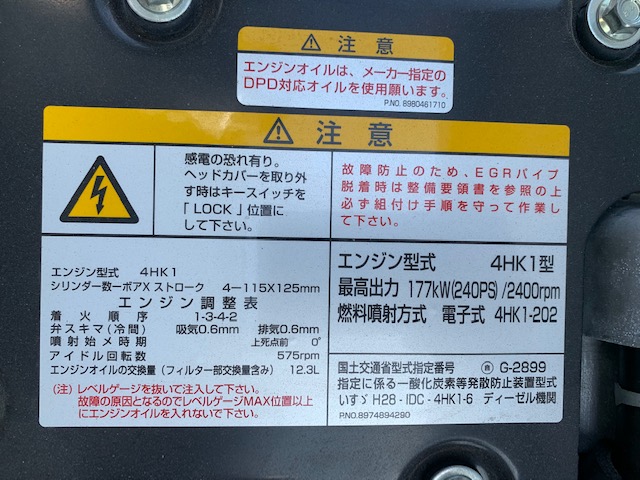 ⚠ 注意
エンジンオイルは、メーカー指定の
DPD対応オイルを使用願います。
P.NO. 8980461710
⚠ 注意
感電の恐れ有り。
ヘッドカバーを取り外
す時はキースイッチを
「LOCK」位置に
して下さい。
故障防止のため、EGRパイプ
脱着時は整備要領書を参照の上
必ず組付け手順を守って作業し
て下さい。
エンジン型式 4HK1
シリンダー数ーボアXストローク 4ー115X125mm
エンジン調整表
着火順序 1-3-4-2
弁スキマ(冷間) 吸気0.6mm 排気0.6mm
噴射始メ時期 上死点前 0°
アイドル回転数 575rpm
エンジンオイルの交換量(フィルター部交換量含み) 12.3L
(注)レベルゲージを抜いて注入して下さい。
故障の原因となるのでレベルゲージMAX位置以上
にエンジンオイルを入れないで下さい。
エンジン型式 4HK1型
最高出力 177kW(240PS)/2400rpm
燃料噴射方式 電子式 4HK1-202
国土交通省型式指定番号 G-2899
指定に係る一酸化炭素等発散防止装置型式
いすゞH28-IDC-4HK1-6 ディーゼル機関
P.NO.8974894290